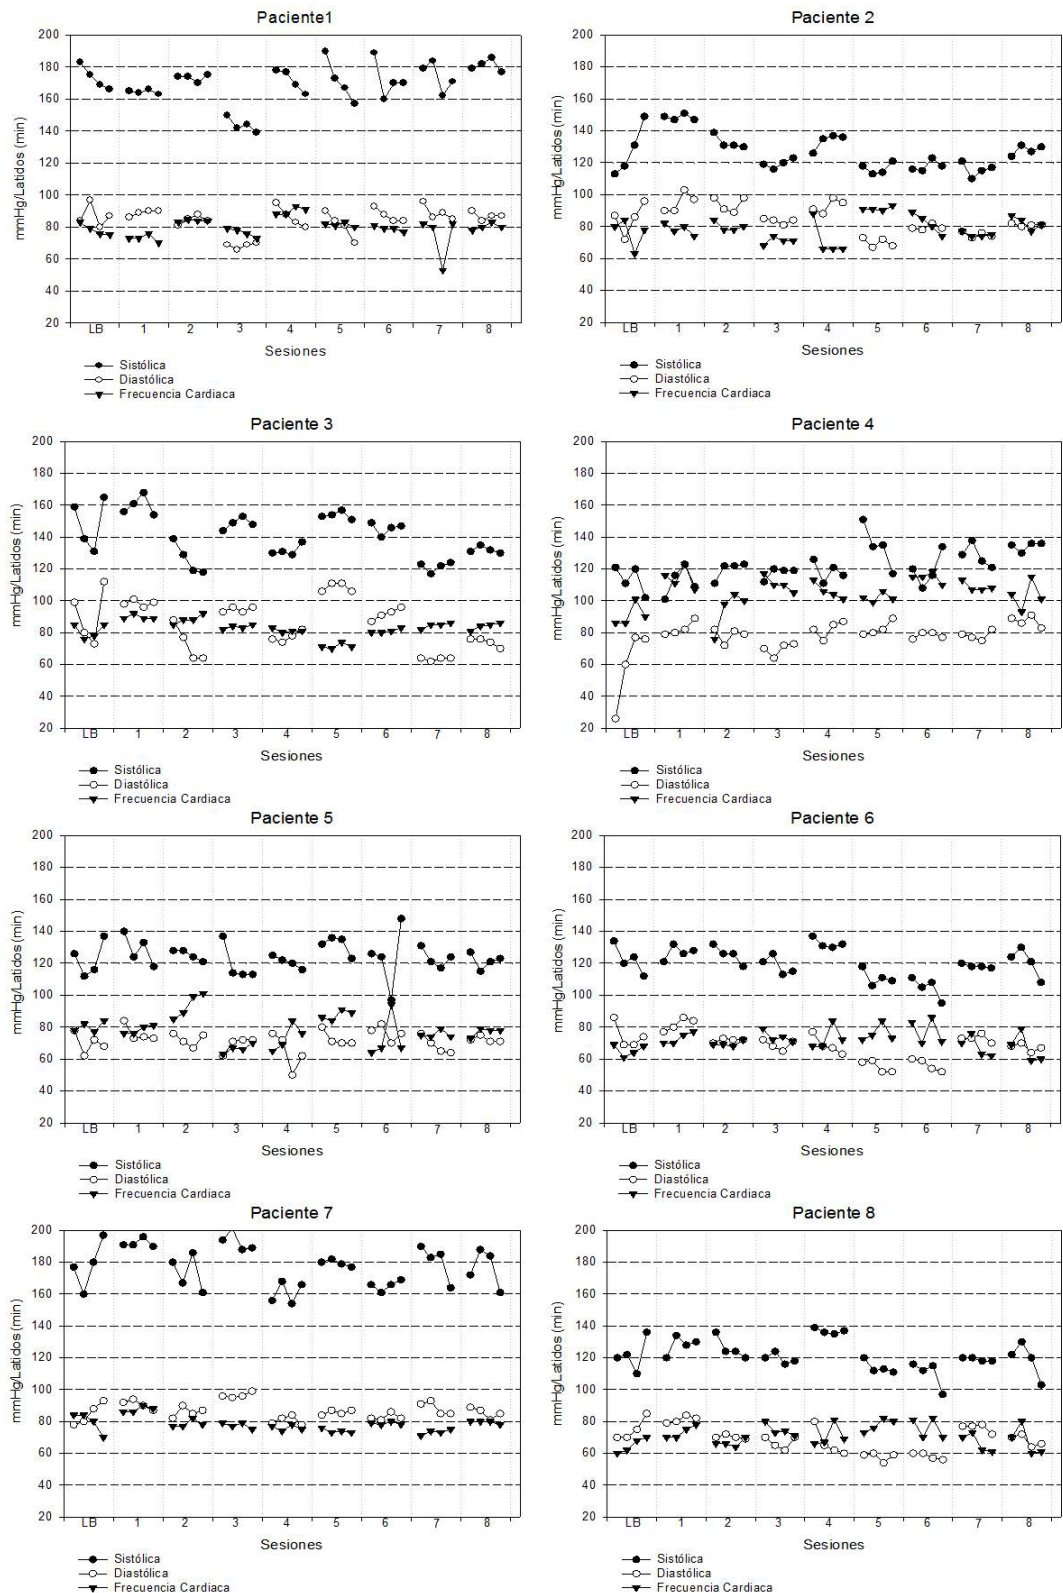 Paciente1
200
180
160
140
120
100
80
60
40
20
mmHg/Latidos (min)
LB 1 2 3 4 5 6 7 8
Sesiones
Sistólica
Diastólica
Frecuencia Cardiaca
Paciente 2
200
180
160
140
120
100
80
60
40
20
mmHg/Latidos (min)
LB 1 2 3 4 5 6 7 8
Sesiones
Sistólica
Diastólica
Frecuencia Cardiaca
Paciente 3
200
180
160
140
120
100
80
60
40
20
mmHg/Latidos (min)
LB 1 2 3 4 5 6 7 8
Sesiones
Sistólica
Diastólica
Frecuencia Cardiaca
Paciente 4
200
180
160
140
120
100
80
60
40
20
mmHg/Latidos (min)
LB 1 2 3 4 5 6 7 8
Sesiones
Sistólica
Diastólica
Frecuencia Cardiaca
Paciente 5
200
180
160
140
120
100
80
60
40
20
mmHg/Latidos (min)
LB 1 2 3 4 5 6 7 8
Sesiones
Sistólica
Diastólica
Frecuencia Cardiaca
Paciente 6
200
180
160
140
120
100
80
60
40
20
mmHg/Latidos (min)
LB 1 2 3 4 5 6 7 8
Sesiones
Sistólica
Diastólica
Frecuencia Cardiaca
Paciente 7
200
180
160
140
120
100
80
60
40
20
mmHg/Latidos (min)
LB 1 2 3 4 5 6 7 8
Sesiones
Sistólica
Diastólica
Frecuencia Cardiaca
Paciente 8
200
180
160
140
120
100
80
60
40
20
mmHg/Latidos (min)
LB 1 2 3 4 5 6 7 8
Sesiones
Sistólica
Diastólica
Frecuencia Cardiaca